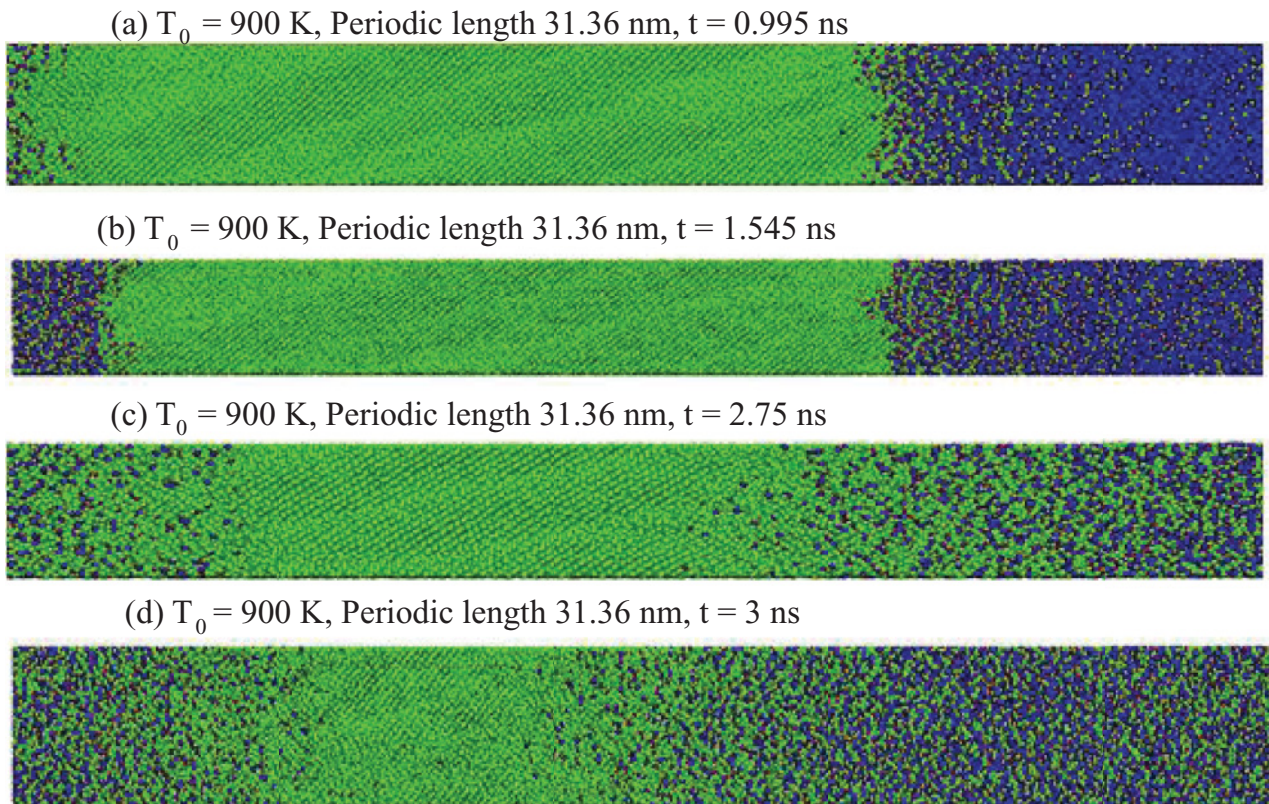 (a) T₀ = 900 K, Periodic length 31.36 nm, t = 0.995 ns
(b) T₀ = 900 K, Periodic length 31.36 nm, t = 1.545 ns
(c) T₀ = 900 K, Periodic length 31.36 nm, t = 2.75 ns
(d) T₀ = 900 K, Periodic length 31.36 nm, t = 3 ns